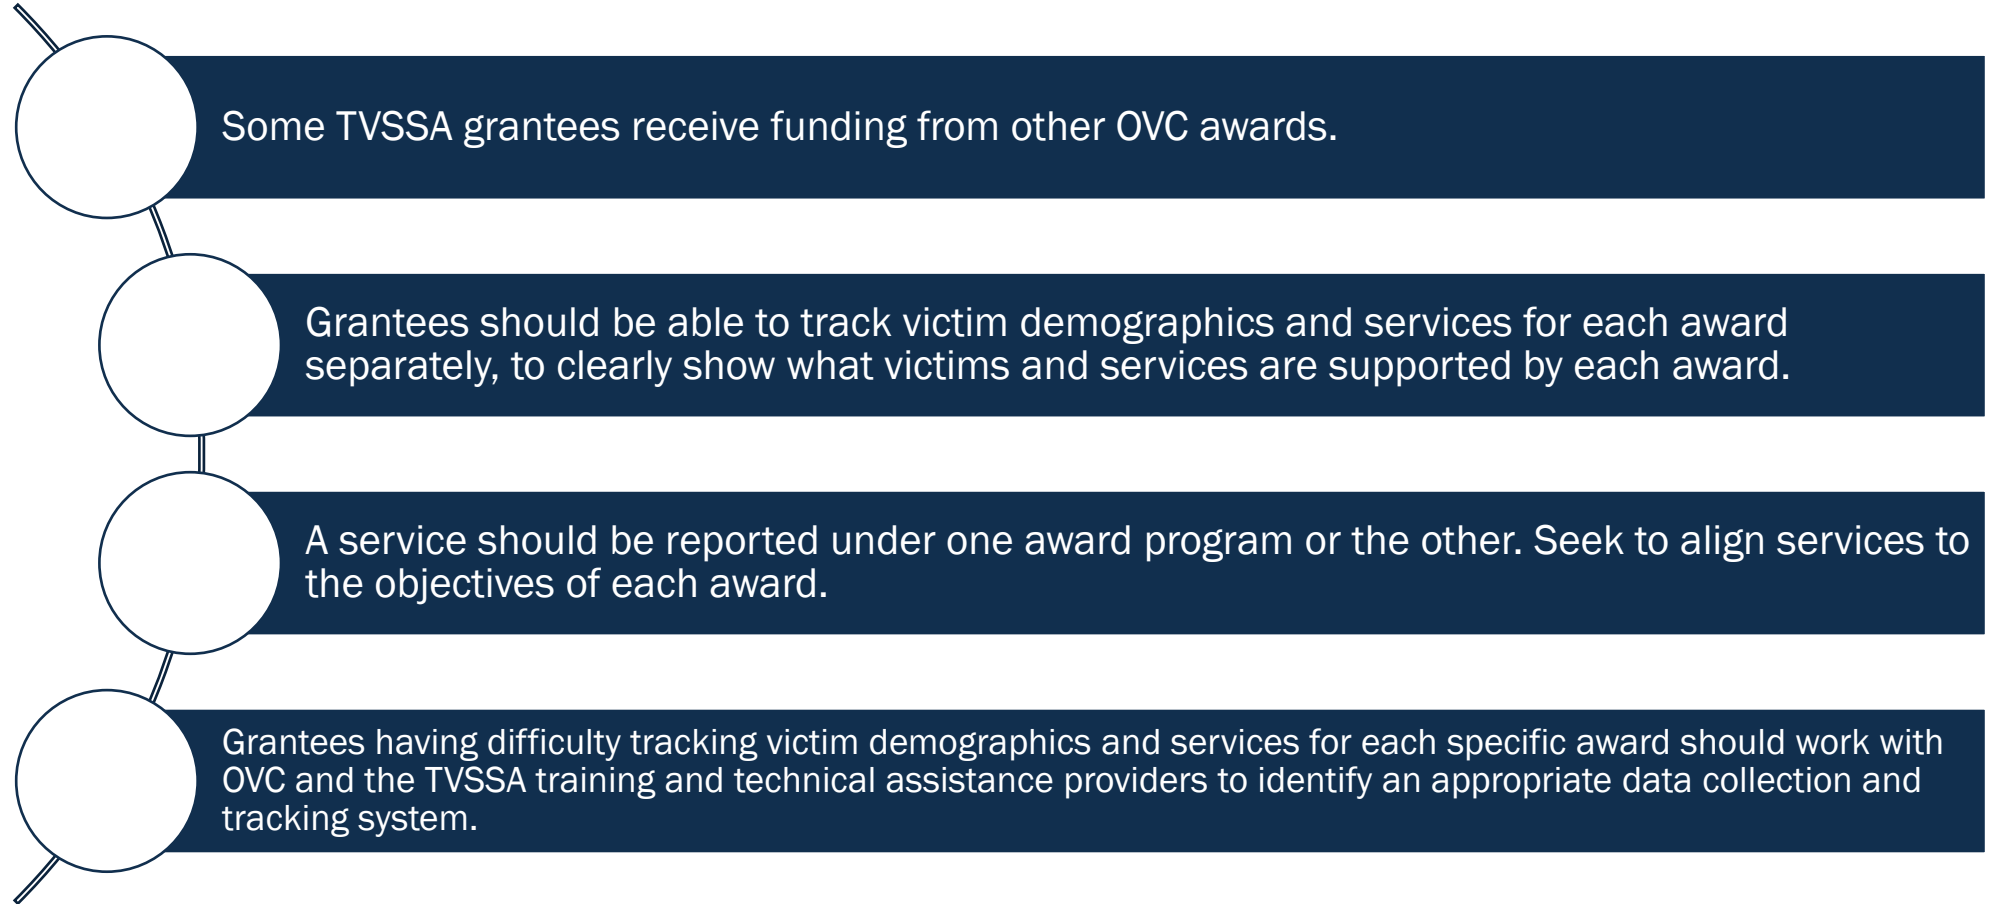 Some TVSSA grantees receive funding from other OVC awards.
Grantees should be able to track victim demographics and services for each award
separately, to clearly show what victims and services are supported by each award.
A service should be reported under one award program or the other. Seek to align services to
the objectives of each award.
Grantees having difficulty tracking victim demographics and services for each specific award should work with
OVC and the TVSSA training and technical assistance providers to identify an appropriate data collection and
tracking system.